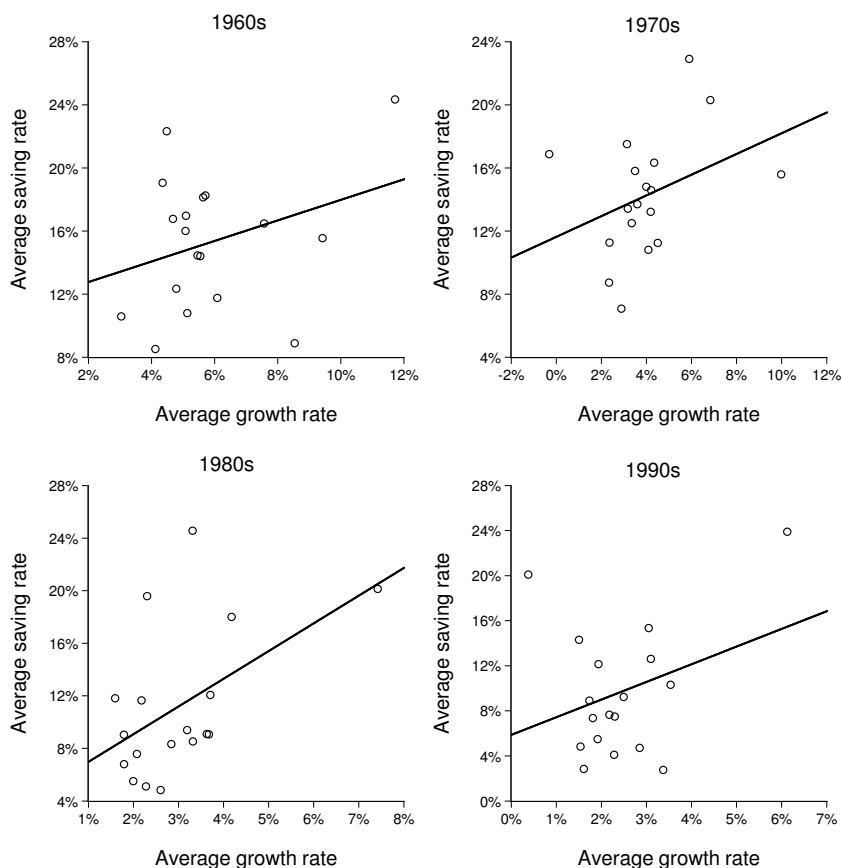 1960s
28%
24%
20%
16%
12%
8%
2% 4% 6% 8% 10% 12%
Average saving rate
Average growth rate
1970s
24%
20%
16%
12%
8%
4%
-2% 0% 2% 4% 6% 8% 10% 12%
Average saving rate
Average growth rate
1980s
28%
24%
20%
16%
12%
8%
4%
1% 2% 3% 4% 5% 6% 7% 8%
Average saving rate
Average growth rate
1990s
28%
24%
20%
16%
12%
8%
4%
0%
0% 1% 2% 3% 4% 5% 6% 7%
Average saving rate
Average growth rate